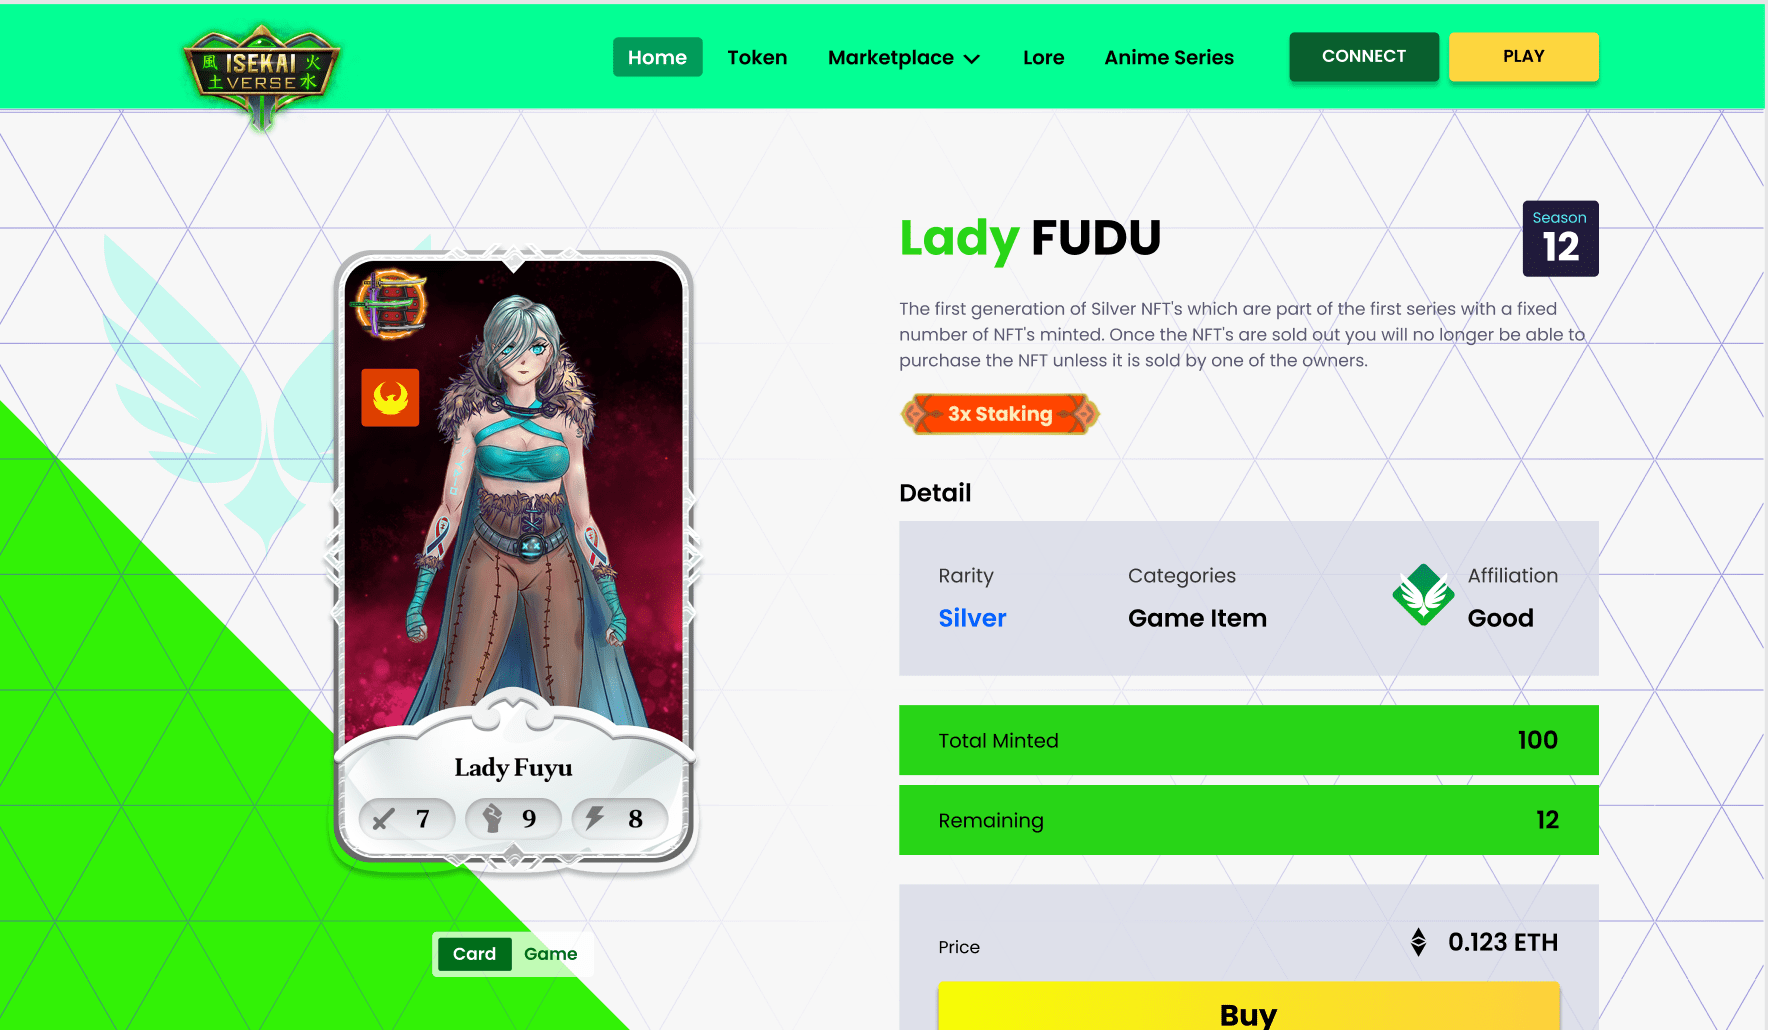 風 ISEKAI 火
土 VERSE 水
Home
Token
Marketplace
Lore
Anime Series
CONNECT
PLAY
Lady FUDU
Season
12
The first generation of Silver NFT's which are part of the first series with a fixed
number of NFT's minted. Once the NFT's are sold out you will no longer be able to
purchase the NFT unless it is sold by one of the owners.
3x Staking
Detail
Rarity
Silver
Categories
Game Item
Affiliation
Good
Total Minted
100
Remaining
12
Price
0.123 ETH
Buy
Lady Fuyu
7
9
8
Card
Game